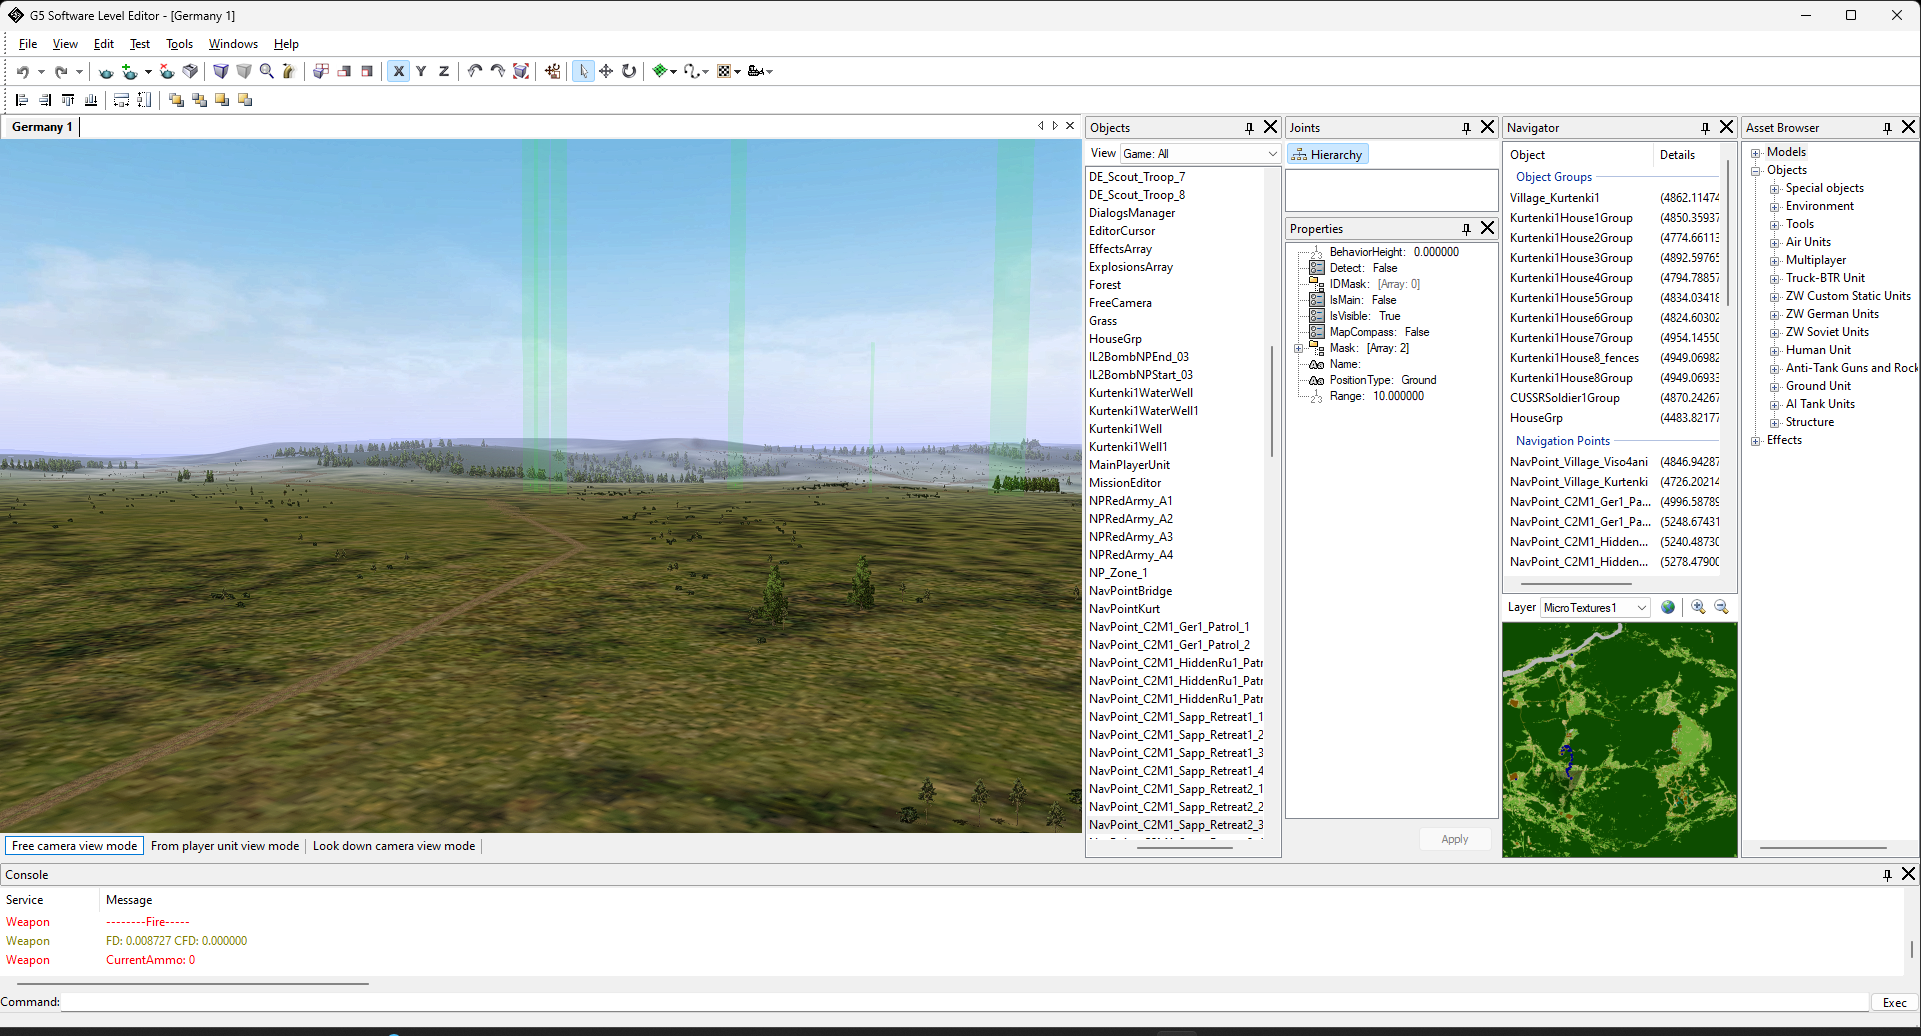 G5 Software Level Editor - [Germany 1]
File View Edit Test Tools Windows Help
X Y Z
Germany 1
Objects
View Game: All
DE_Scout_Troop_7
DE_Scout_Troop_8
DialogsManager
EditorCursor
EffectsArray
ExplosionsArray
Forest
FreeCamera
Grass
HouseGrp
IL2BombNPEnd_03
IL2BombNPStart_03
Kurtenki1WaterWell
Kurtenki1WaterWell1
Kurtenki1Well
Kurtenki1Well1
MainPlayerUnit
MissionEditor
NPRedArmy_A1
NPRedArmy_A2
NPRedArmy_A3
NPRedArmy_A4
NP_Zone_1
NavPointBridge
NavPointKurt
NavPoint_C2M1_Ger1_Patrol_1
NavPoint_C2M1_Ger1_Patrol_2
NavPoint_C2M1_HiddenRu1_Patr
NavPoint_C2M1_HiddenRu1_Patr
NavPoint_C2M1_HiddenRu1_Patr
NavPoint_C2M1_Sapp_Retreat1_1
NavPoint_C2M1_Sapp_Retreat1_2
NavPoint_C2M1_Sapp_Retreat1_3
NavPoint_C2M1_Sapp_Retreat1_4
NavPoint_C2M1_Sapp_Retreat2_1
NavPoint_C2M1_Sapp_Retreat2_2
NavPoint_C2M1_Sapp_Retreat2_3
Joints
Hierarchy
Properties
BehaviorHeight: 0.000000
Detect: False
IDMask: [Array: 0]
IsMain: False
IsVisible: True
MapCompass: False
Mask: [Array: 2]
Name:
PositionType: Ground
Range: 10.000000
Apply
Navigator
Object Details
Object Groups
Village_Kurtenki1 (4862.11474
Kurtenki1House1Group (4850.35937
Kurtenki1House2Group (4774.66113
Kurtenki1House3Group (4892.59765
Kurtenki1House4Group (4794.78857
Kurtenki1House5Group (4834.03418
Kurtenki1House6Group (4824.60302
Kurtenki1House7Group (4954.14550
Kurtenki1House8_fences (4949.06982
Kurtenki1House8Group (4949.06933
CUSSRSoldier1Group (4870.24267
HouseGrp (4483.82177
Navigation Points
NavPoint_Village_Viso4ani (4846.94287
NavPoint_Village_Kurtenki (4726.20214
NavPoint_C2M1_Ger1_Pa... (4996.58789
NavPoint_C2M1_Ger1_Pa... (5248.67431
NavPoint_C2M1_Hidden... (5240.48730
NavPoint_C2M1_Hidden... (5278.47900
Layer MicroTextures1
Asset Browser
Models
Objects
Special objects
Environment
Tools
Air Units
Multiplayer
Truck-BTR Unit
ZW Custom Static Units
ZW German Units
ZW Soviet Units
Human Unit
Anti-Tank Guns and Rock
Ground Unit
AI Tank Units
Structure
Effects
Free camera view mode From player unit view mode Look down camera view mode
Console
Service Message
Weapon --------Fire-----
Weapon FD: 0.008727 CFD: 0.000000
Weapon CurrentAmmo: 0
Command: Exec